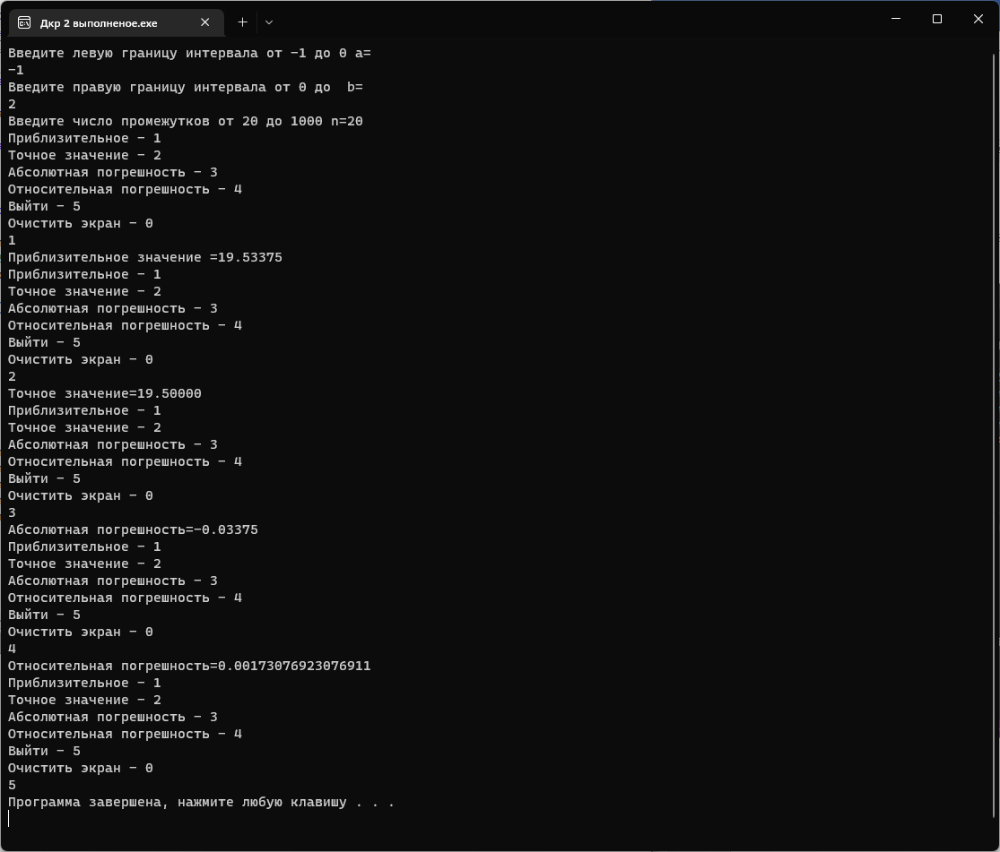 Дкр 2 выполненое.exe
Введите левую границу интервала от -1 до 0 a=
-1
Введите правую границу интервала от 0 до  b=
2
Введите число промежутков от 20 до 1000 n=20
Приблизительное - 1
Точное значение - 2
Абсолютная погрешность - 3
Относительная погрешность - 4
Выйти - 5
Очистить экран - 0
1
Приблизительное значение =19.53375
Приблизительное - 1
Точное значение - 2
Абсолютная погрешность - 3
Относительная погрешность - 4
Выйти - 5
Очистить экран - 0
2
Точное значение=19.50000
Приблизительное - 1
Точное значение - 2
Абсолютная погрешность - 3
Относительная погрешность - 4
Выйти - 5
Очистить экран - 0
3
Абсолютная погрешность=-0.03375
Приблизительное - 1
Точное значение - 2
Абсолютная погрешность - 3
Относительная погрешность - 4
Выйти - 5
Очистить экран - 0
4
Относительная погрешность=0.00173076923076911
Приблизительное - 1
Точное значение - 2
Абсолютная погрешность - 3
Относительная погрешность - 4
Выйти - 5
Очистить экран - 0
5
Программа завершена, нажмите любую клавишу . . .